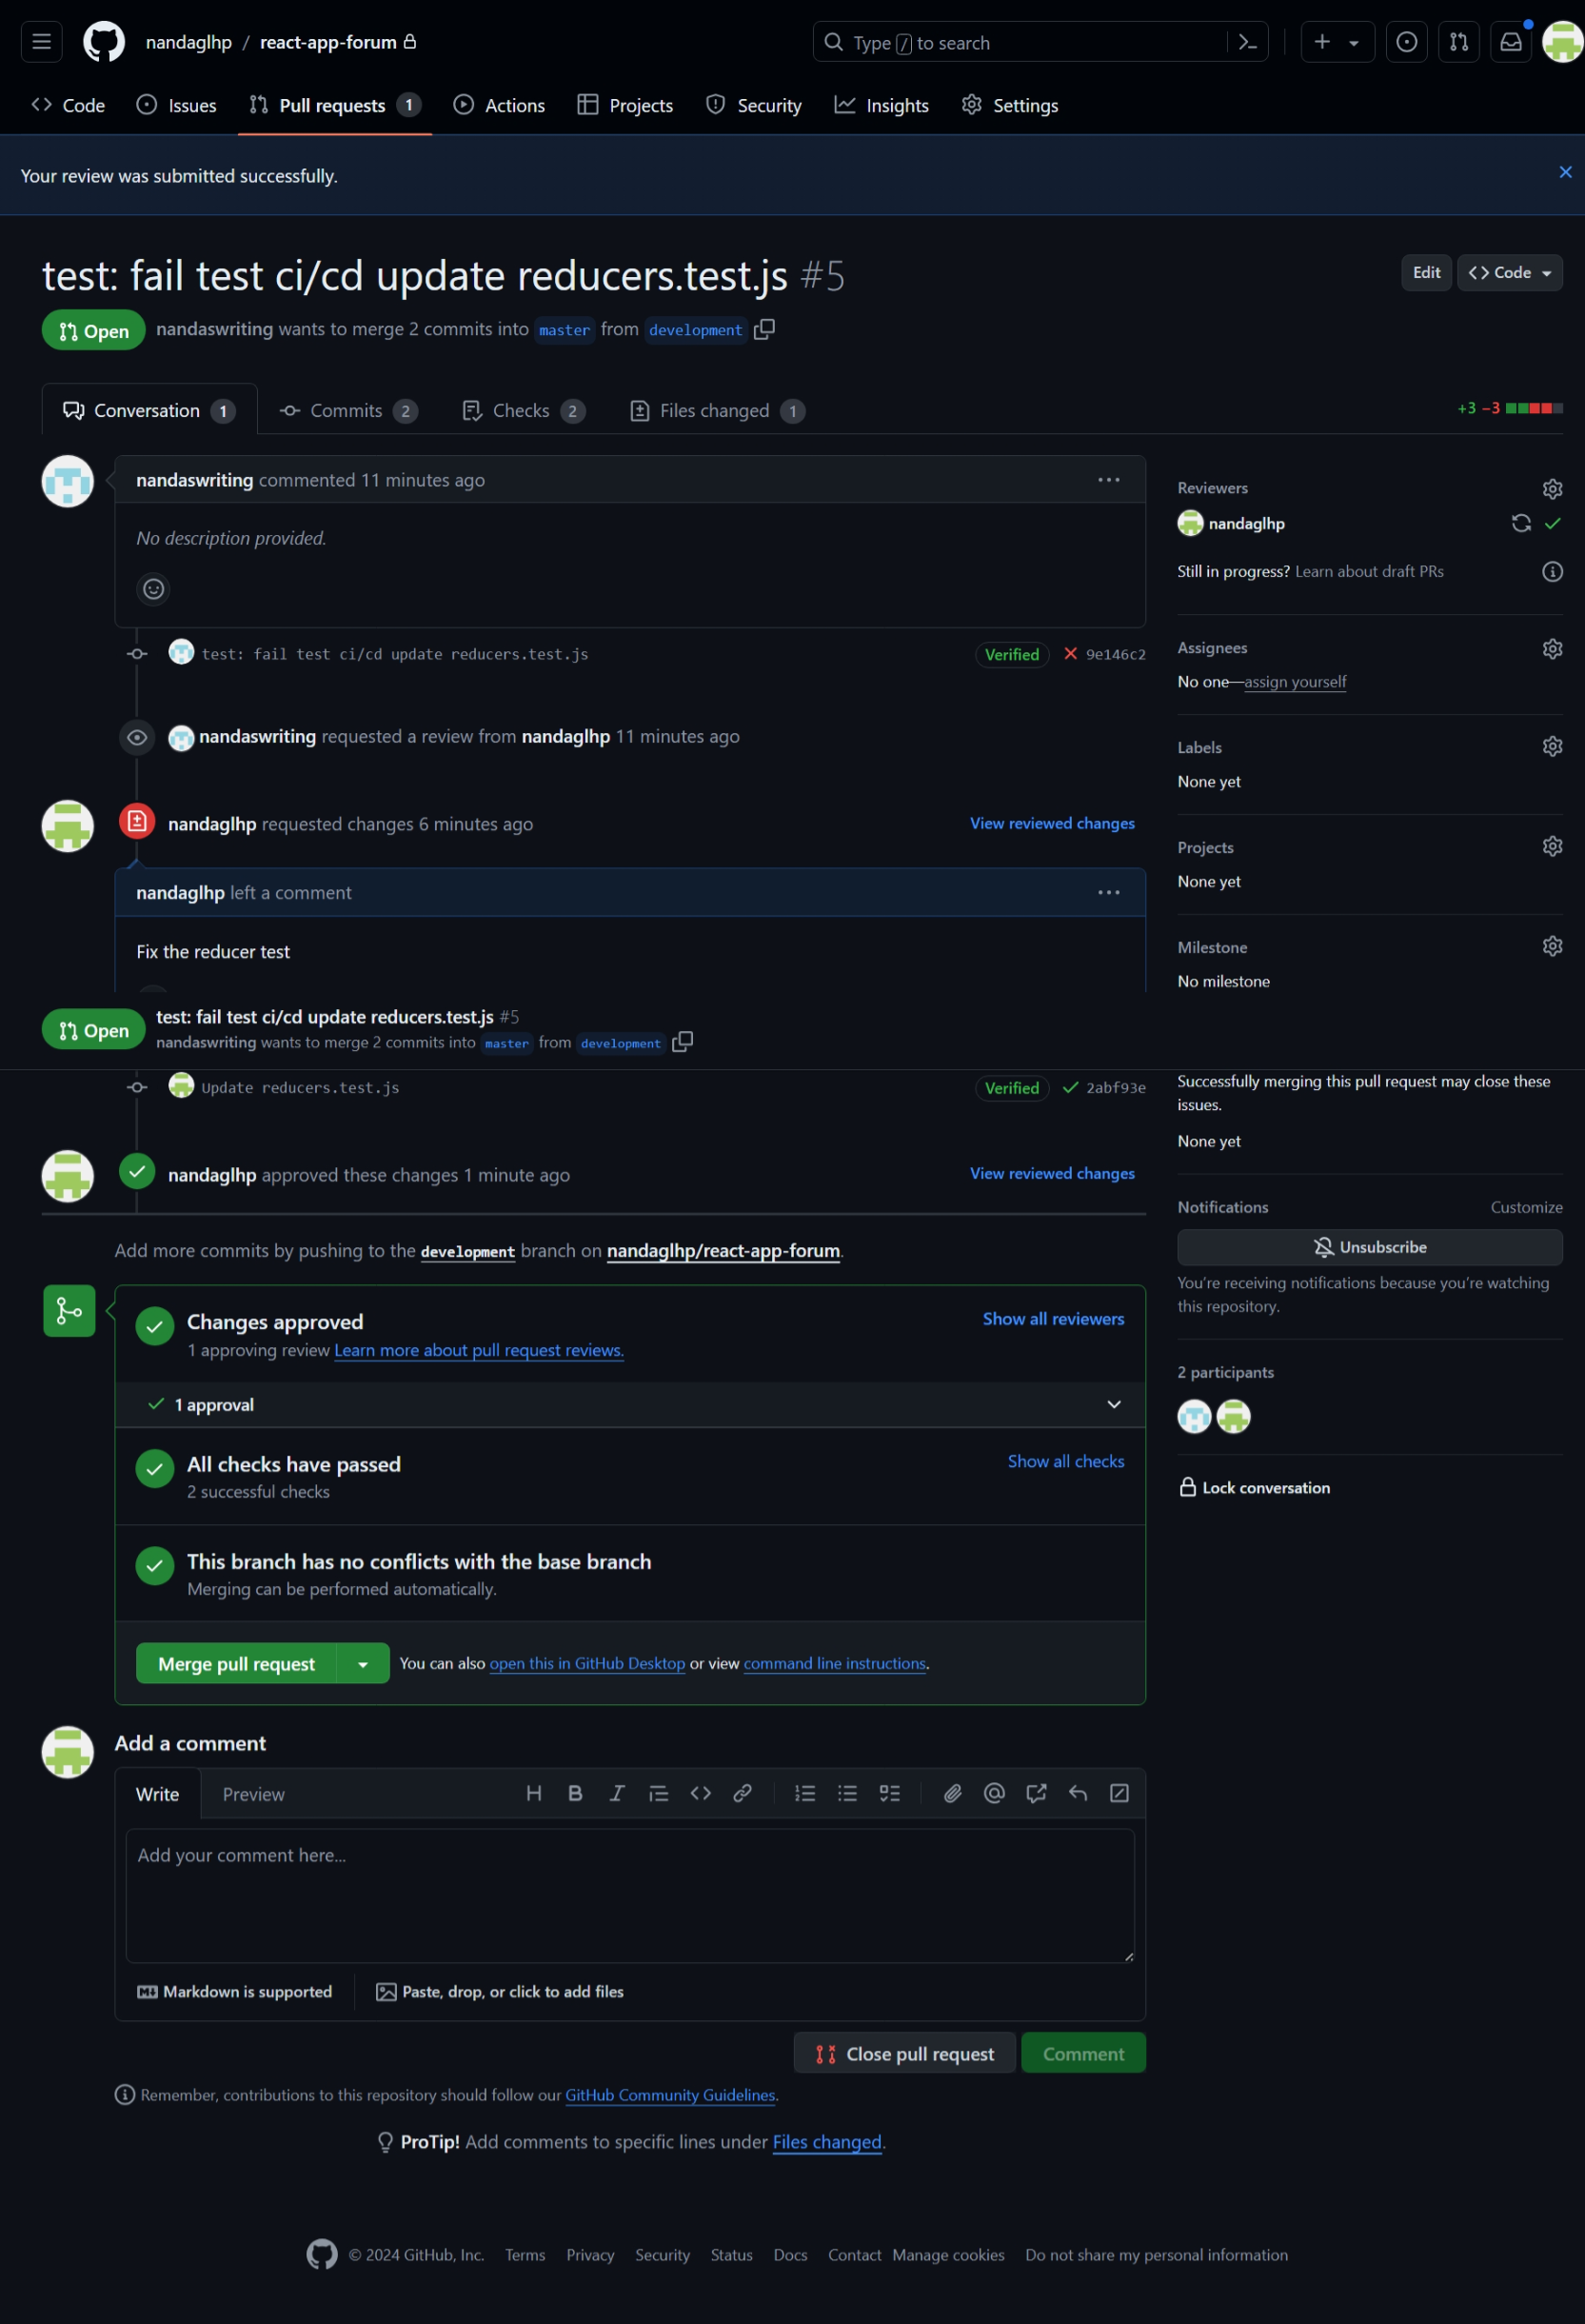 nandaglhp / react-app-forum
Type / to search
Code Issues Pull requests 1 Actions Projects Security Insights Settings
Your review was submitted successfully.
test: fail test ci/cd update reducers.test.js #5
Edit
Code
Open
nandaswriting wants to merge 2 commits into master from development
Conversation 1 Commits 2 Checks 2 Files changed 1
+3 −3
nandaswriting commented 11 minutes ago
No description provided.
test: fail test ci/cd update reducers.test.js
Verified
9e146c2
nandaswriting requested a review from nandaglhp 11 minutes ago
nandaglhp requested changes 6 minutes ago
View reviewed changes
nandaglhp left a comment
Fix the reducer test
Reviewers
nandaglhp
Still in progress? Learn about draft PRs
Assignees
No one—assign yourself
Labels
None yet
Projects
None yet
Milestone
No milestone
Open
test: fail test ci/cd update reducers.test.js #5
nandaswriting wants to merge 2 commits into master from development
Update reducers.test.js
Verified
2abf93e
nandaglhp approved these changes 1 minute ago
View reviewed changes
Add more commits by pushing to the development branch on nandaglhp/react-app-forum.
Changes approved
Show all reviewers
1 approving review Learn more about pull request reviews.
1 approval
All checks have passed
Show all checks
2 successful checks
This branch has no conflicts with the base branch
Merging can be performed automatically.
Merge pull request
You can also open this in GitHub Desktop or view command line instructions.
Successfully merging this pull request may close these
issues.
None yet
Notifications
Customize
Unsubscribe
You're receiving notifications because you're watching
this repository.
2 participants
Lock conversation
Add a comment
Write Preview
Add your comment here...
Markdown is supported
Paste, drop, or click to add files
Close pull request
Comment
Remember, contributions to this repository should follow our GitHub Community Guidelines.
ProTip! Add comments to specific lines under Files changed.
© 2024 GitHub, Inc. Terms Privacy Security Status Docs Contact Manage cookies Do not share my personal information